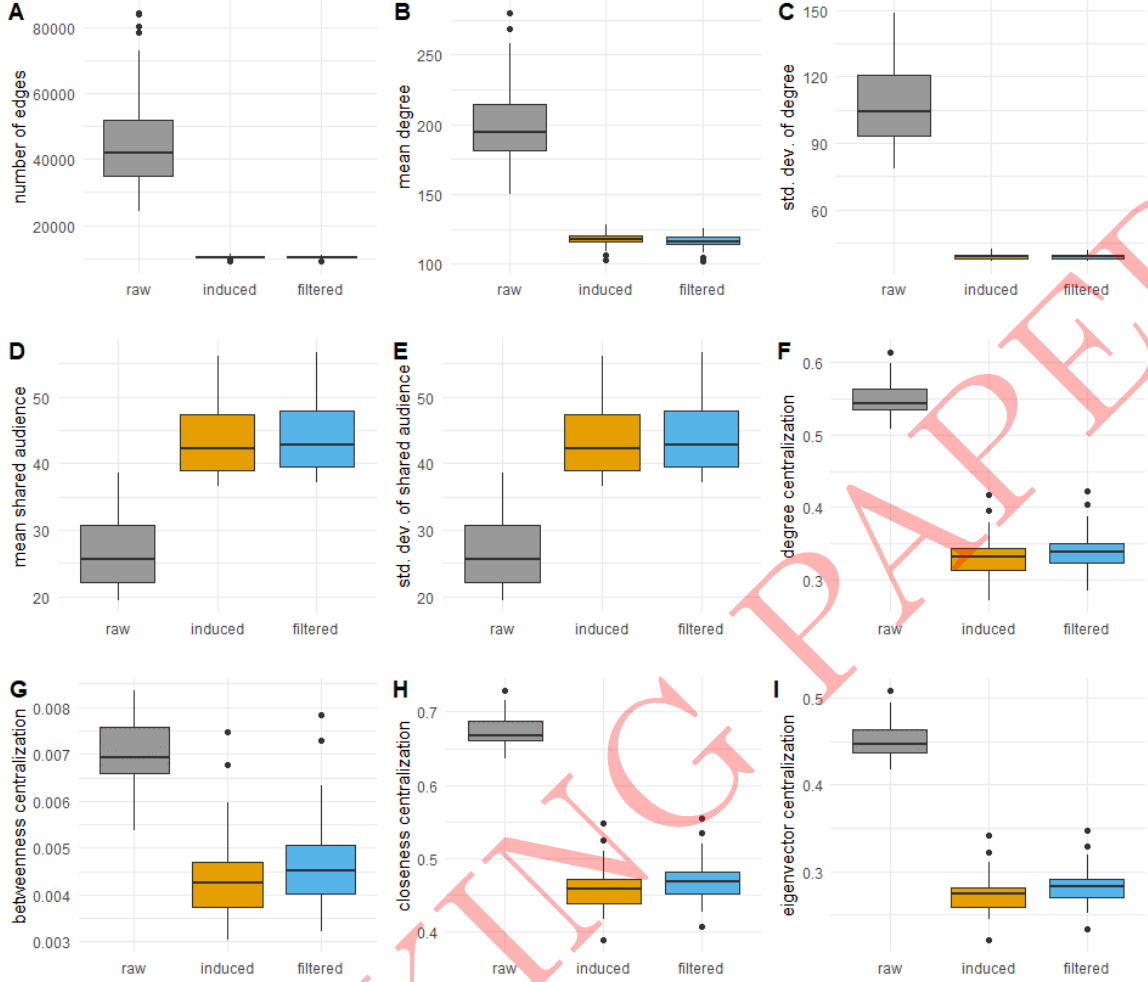 A
number of edges
80000
60000
40000
20000
raw
induced
filtered
B
mean degree
250
200
150
100
raw
induced
filtered
C
std. dev. of degree
150
120
90
60
raw
induced
filtered
D
mean shared audience
50
40
30
20
raw
induced
filtered
E
std. dev. of shared audience
50
40
30
20
raw
induced
filtered
F
degree centralization
0.6
0.5
0.4
0.3
raw
induced
filtered
G
betweenness centralization
0.008
0.007
0.006
0.005
0.004
0.003
raw
induced
filtered
H
closeness centralization
0.7
0.6
0.5
0.4
raw
induced
filtered
I
eigenvector centralization
0.5
0.4
0.3
raw
induced
filtered
KING PAPER